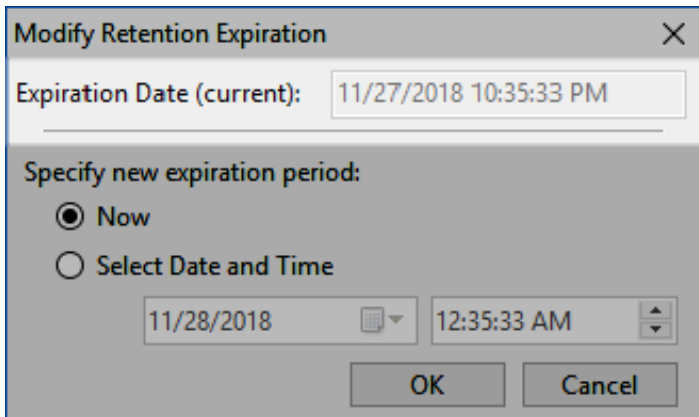 Modify Retention Expiration
Expiration Date (current): 11/27/2018 10:35:33 PM
Specify new expiration period:
Now
Select Date and Time
11/28/2018 12:35:33 AM
OK Cancel